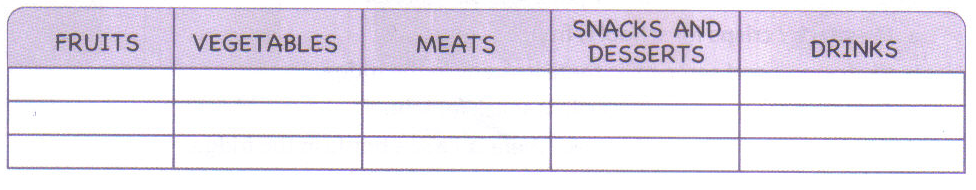 FRUITS
VEGETABLES
MEATS
SNACKS AND
DESSERTS
DRINKS